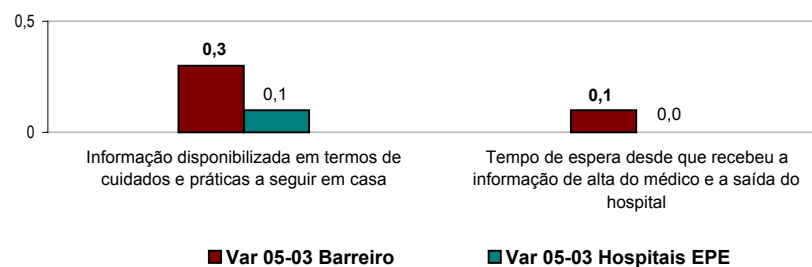 0,5
0,3
0,1
0,1
0,0
0
Informação disponibilizada em termos de
cuidados e práticas a seguir em casa
Tempo de espera desde que recebeu a
informação de alta do médico e a saída do
hospital
Var 05-03 Barreiro
Var 05-03 Hospitais EPE